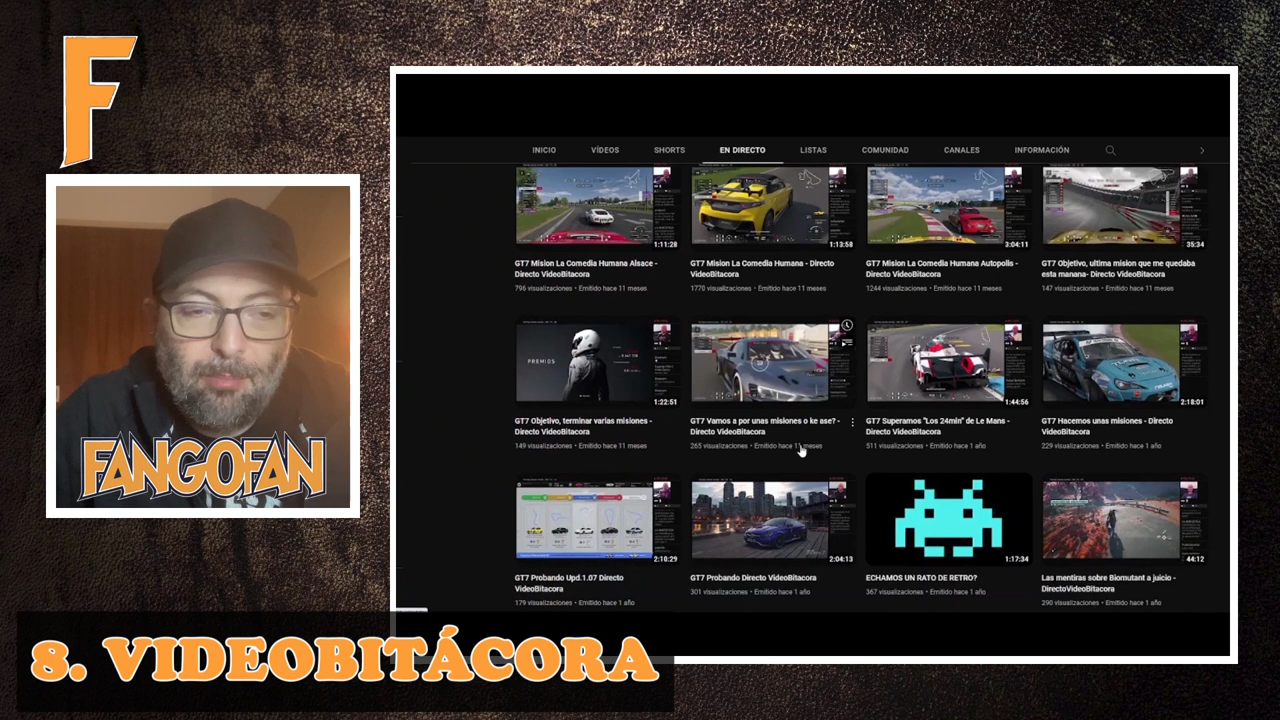 F
FANGOFAN
INICIO VÍDEOS SHORTS EN DIRECTO LISTAS COMUNIDAD CANALES INFORMACIÓN
1:11:28 1:13:58 3:04:11 35:34
GT7 Mision La Comedia Humana Alsace - Directo VideoBitacora
796 visualizaciones • Emitido hace 11 meses
GT7 Mision La Comedia Humana - Directo VideoBitacora
1770 visualizaciones • Emitido hace 11 meses
GT7 Mision La Comedia Humana Autopolis - Directo VideoBitacora
1244 visualizaciones • Emitido hace 11 meses
GT7 Objetivo, ultima mision que me quedaba esta manana- Directo VideoBitacora
147 visualizaciones • Emitido hace 11 meses
PREMIOS
1:22:51 1:44:56 2:18:01
GT7 Objetivo, terminar varias misiones - Directo VideoBitacora
149 visualizaciones • Emitido hace 11 meses
GT7 Vamos a por unas misiones o ke ase? - Directo VideoBitacora
265 visualizaciones • Emitido hace 11 meses
GT7 Superamos "Los 24min" de Le Mans - Directo VideoBitacora
511 visualizaciones • Emitido hace 1 año
GT7 Hacemos unas misiones - Directo VideoBitacora
229 visualizaciones • Emitido hace 1 año
2:10:29 2:04:13 1:17:34 44:12
GT7 Probando Upd.1.07 Directo VideoBitacora
179 visualizaciones • Emitido hace 1 año
GT7 Probando Directo VideoBitacora
301 visualizaciones • Emitido hace 1 año
ECHAMOS UN RATO DE RETRO?
367 visualizaciones • Emitido hace 1 año
Las mentiras sobre Biomutant a juicio - DirectoVideoBitacora
290 visualizaciones • Emitido hace 1 año
8. VIDEOBITÁCORA